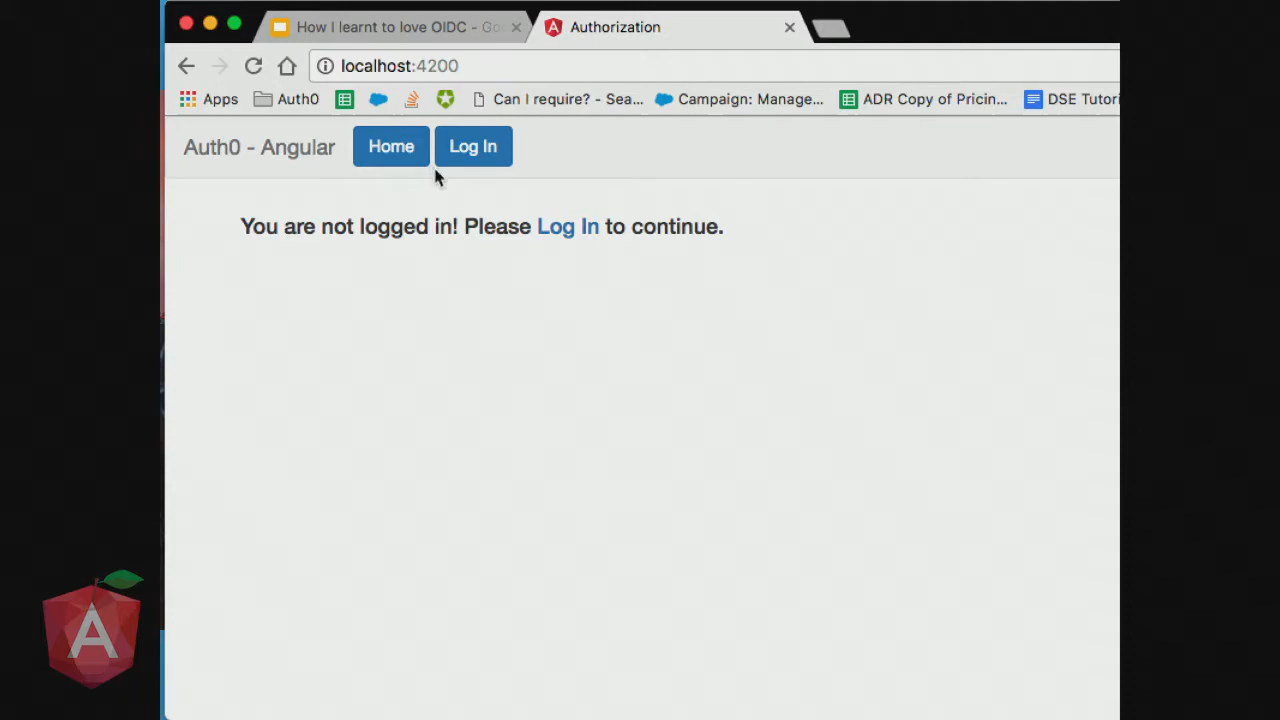 How I learnt to love OIDC - Go
Authorization
localhost:4200
Apps
Auth0
Can I require? - Sea...
Campaign: Manage...
ADR Copy of Pricin...
DSE Tutori
Auth0 - Angular
Home
Log In
You are not logged in! Please Log In to continue.
A